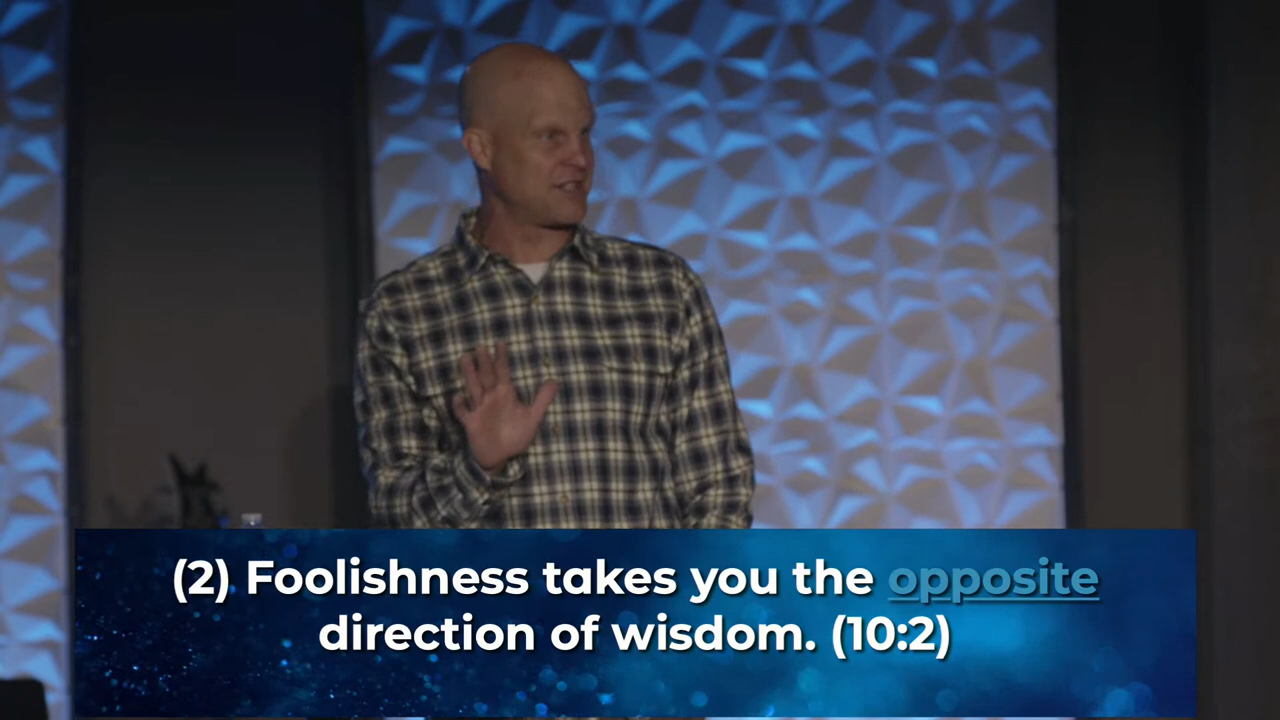 (2) Foolishness takes you the opposite
direction of wisdom. (10:2)